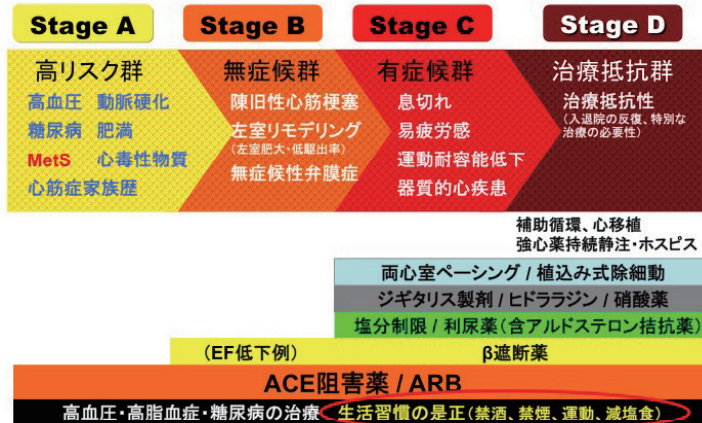 Stage A
Stage B
Stage C
Stage D
高リスク群
高血圧 動脈硬化
糖尿病 肥満
MetS 心毒性物質
心筋症家族歴
無症候群
陳旧性心筋梗塞
左室リモデリング
(左室肥大・低駆出率)
無症候性弁膜症
有症候群
息切れ
易疲労感
運動耐容能低下
器質的心疾患
治療抵抗群
治療抵抗性
(入退院の反復、特別な
治療の必要性)
補助循環、心移植
強心薬持続静注・ホスピス
両心室ペーシング / 植込み式除細動
ジギタリス製剤 / ヒドララジン / 硝酸薬
塩分制限 / 利尿薬(含アルドステロン拮抗薬)
(EF低下例) β遮断薬
ACE阻害薬 / ARB
高血圧・高脂血症・糖尿病の治療 生活習慣の是正(禁酒、禁煙、運動、減塩食)